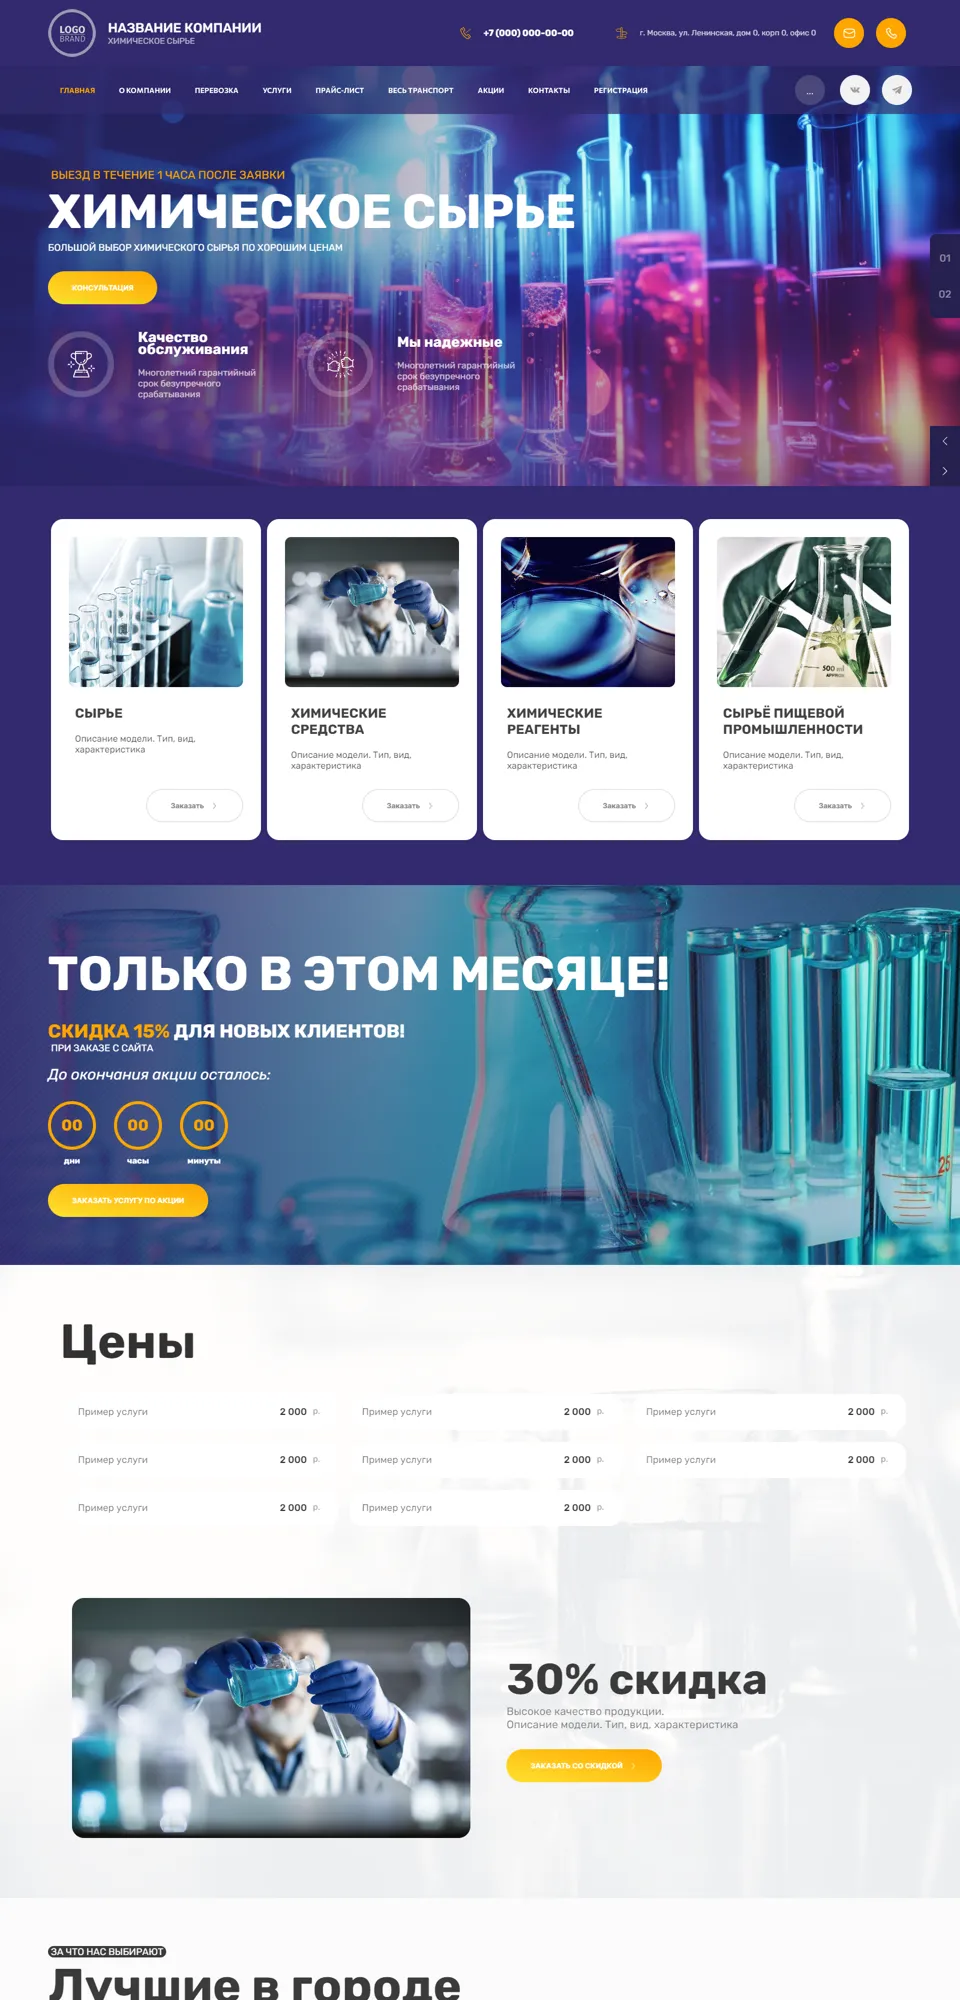 LOGO
BRAND
НАЗВАНИЕ КОМПАНИИ
ХИМИЧЕСКОЕ СЫРЬЕ
+7 (000) 000-00-00
г. Москва, ул. Ленинская, дом 0, корп 0, офис 0
ГЛАВНАЯ
О КОМПАНИИ
ПЕРЕВОЗКА
УСЛУГИ
ПРАЙС-ЛИСТ
ВЕСЬ ТРАНСПОРТ
АКЦИИ
КОНТАКТЫ
РЕГИСТРАЦИЯ
...
ВЫЕЗД В ТЕЧЕНИЕ 1 ЧАСА ПОСЛЕ ЗАЯВКИ
ХИМИЧЕСКОЕ СЫРЬЕ
БОЛЬШОЙ ВЫБОР ХИМИЧЕСКОГО СЫРЬЯ ПО ХОРОШИМ ЦЕНАМ
КОНСУЛЬТАЦИЯ
01
02
Качество
обслуживания
Многолетний гарантийный
срок безупречного
срабатывания
Мы надежные
Многолетний гарантийный
срок безупречного
срабатывания
СЫРЬЕ
Описание модели. Тип, вид,
характеристика
Заказать
ХИМИЧЕСКИЕ
СРЕДСТВА
Описание модели. Тип, вид,
характеристика
Заказать
ХИМИЧЕСКИЕ
РЕАГЕНТЫ
Описание модели. Тип, вид,
характеристика
Заказать
500 ml
СЫРЬЁ ПИЩЕВОЙ
ПРОМЫШЛЕННОСТИ
Описание модели. Тип, вид,
характеристика
Заказать
ТОЛЬКО В ЭТОМ МЕСЯЦЕ!
СКИДКА 15% ДЛЯ НОВЫХ КЛИЕНТОВ!
ПРИ ЗАКАЗЕ С САЙТА
До окончания акции осталось:
00
00
00
дни
часы
минуты
ЗАКАЗАТЬ УСЛУГУ ПО АКЦИИ
25
Цены
Пример услуги 2 000 р.
Пример услуги 2 000 р.
Пример услуги 2 000 р.
Пример услуги 2 000 р.
Пример услуги 2 000 р.
Пример услуги 2 000 р.
Пример услуги 2 000 р.
Пример услуги 2 000 р.
30% скидка
Высокое качество продукции.
Описание модели. Тип, вид, характеристика
ЗАКАЗАТЬ СО СКИДКОЙ
ЗА ЧТО НАС ВЫБИРАЮТ
Лучшие в городе